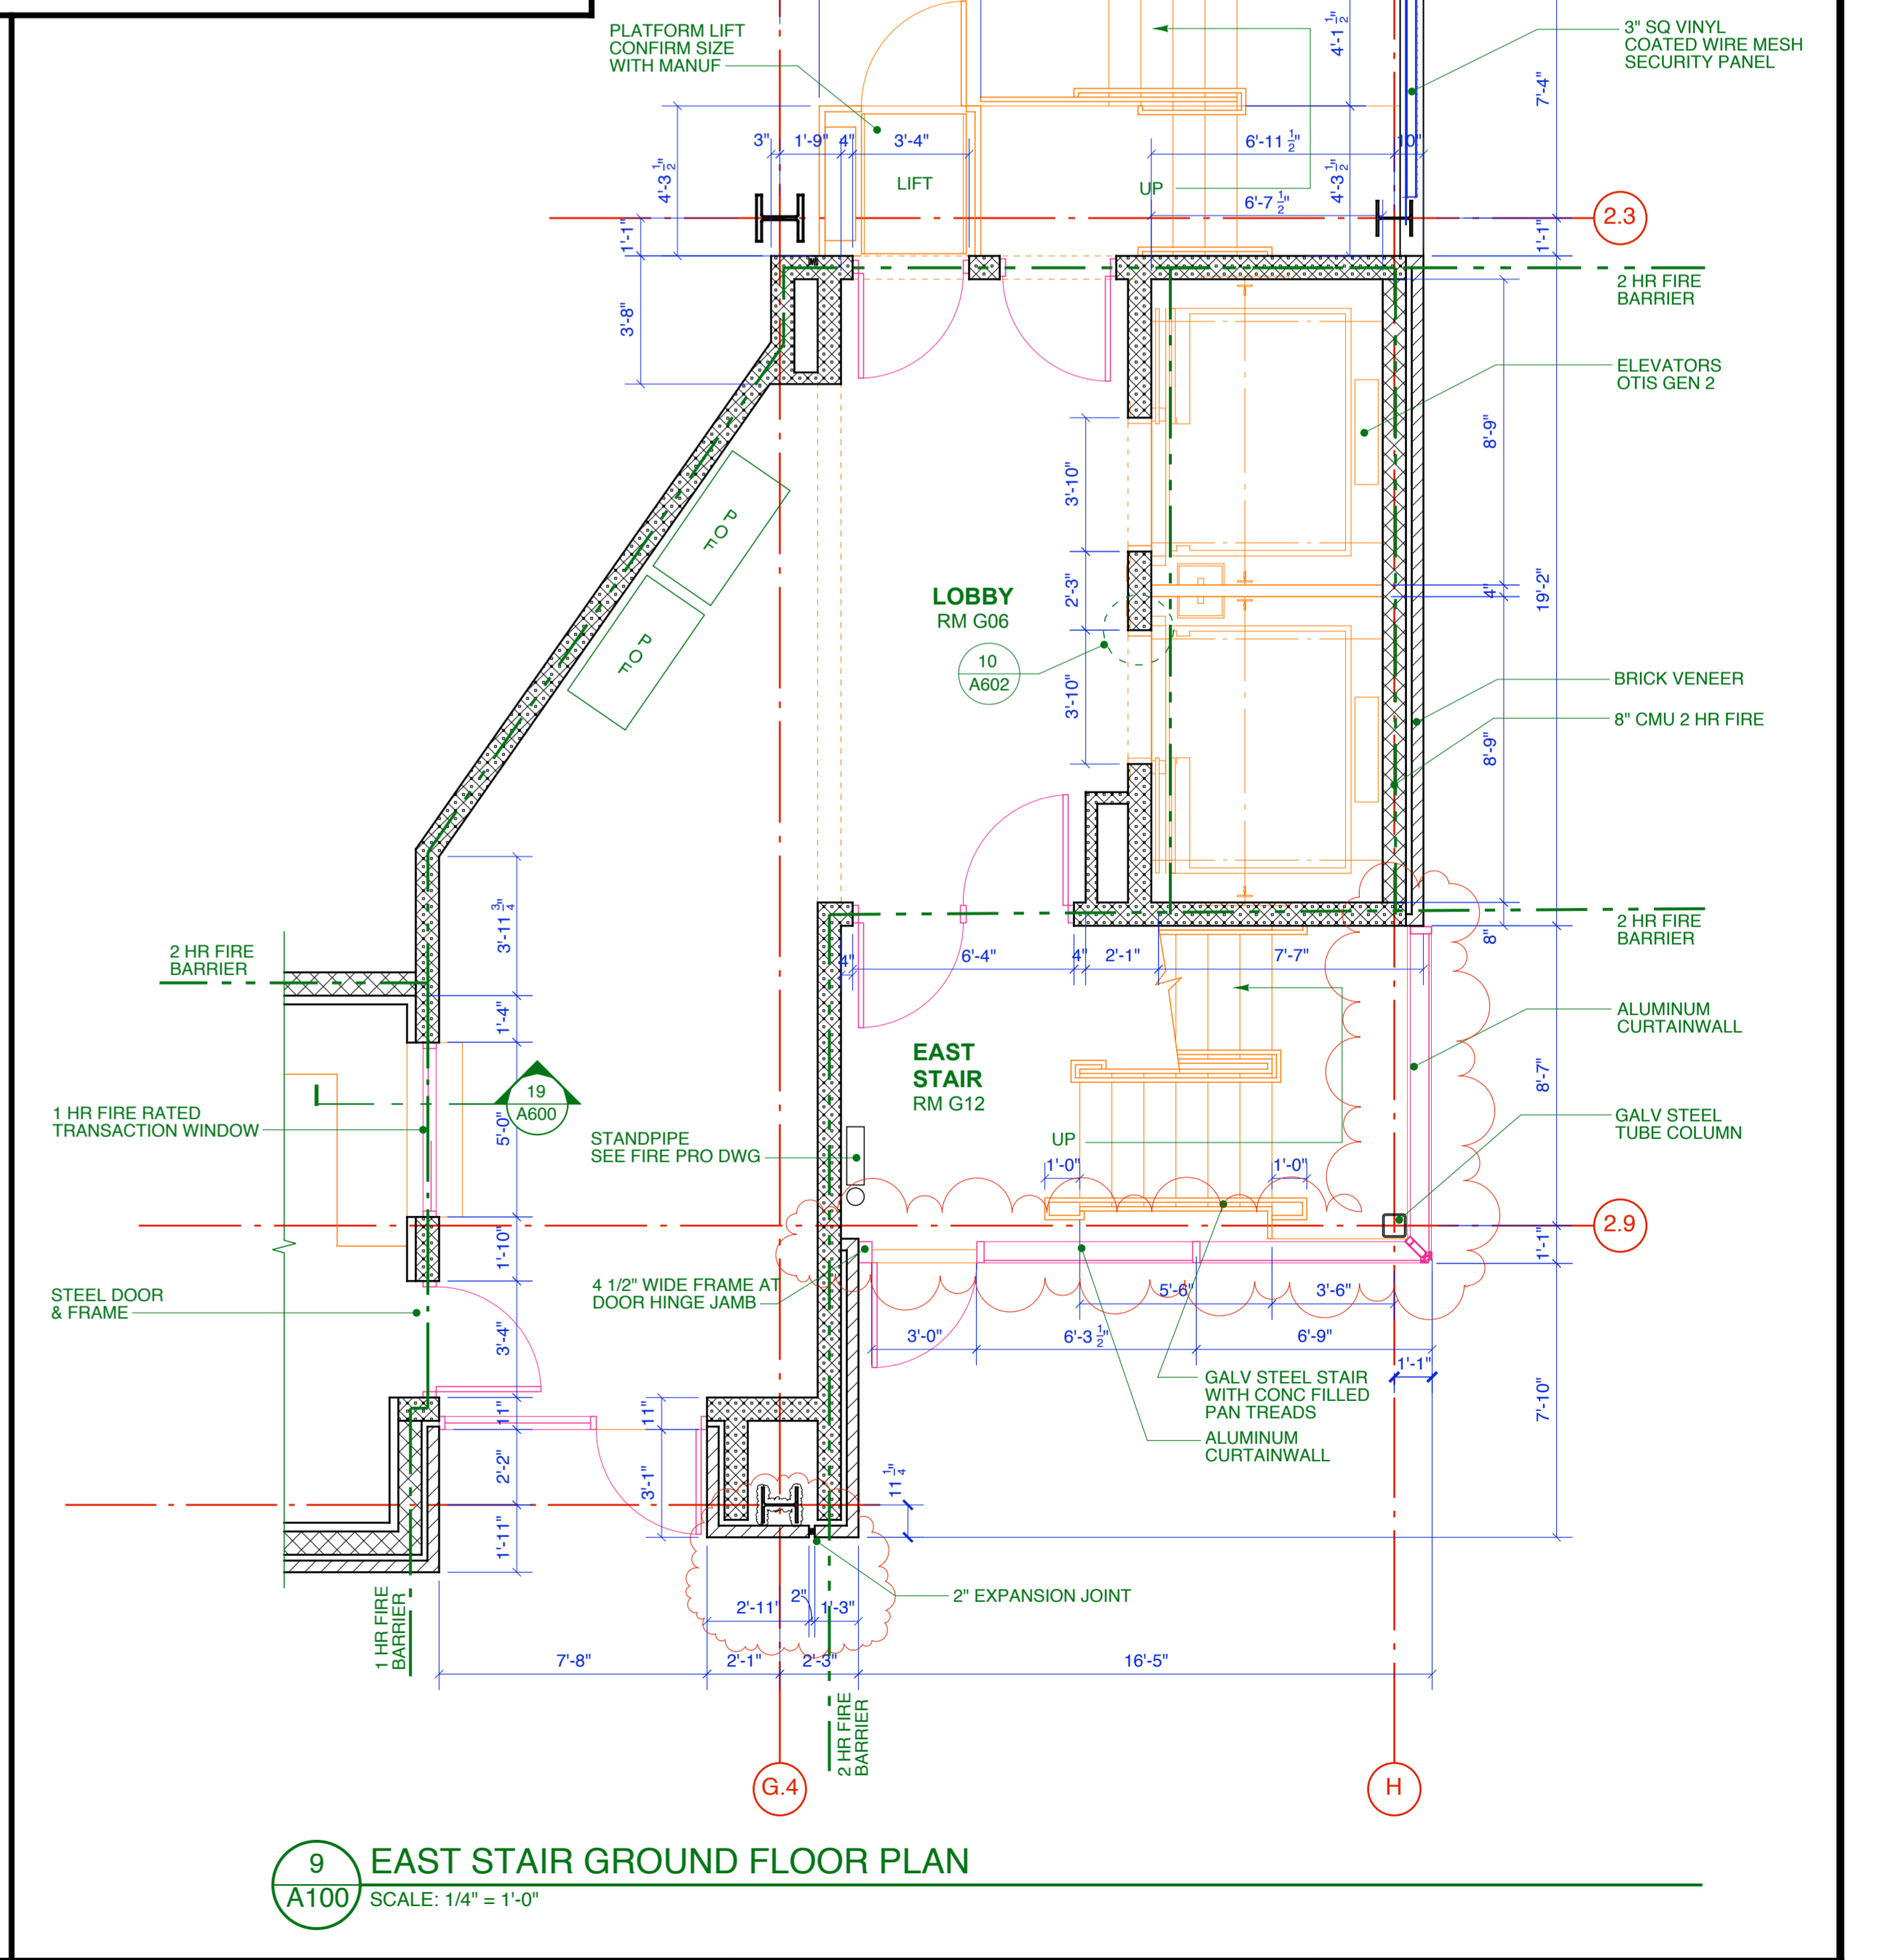 PLATFORM LIFT
CONFIRM SIZE
WITH MANUF
4'-1 1/2"
3" SQ VINYL
COATED WIRE MESH
SECURITY PANEL
7'-4"
3"
1'-9"
4"
3'-4"
6'-11 1/2"
10"
4'-3 1/2"
LIFT
UP
4'-3 1/2"
6'-7 1/2"
2.3
1'-1"
1'-1"
2 HR FIRE
BARRIER
3'-8"
ELEVATORS
OTIS GEN 2
8'-9"
3'-10"
POF
POF
LOBBY
RM G06
2'-3"
4"
19'-2"
10
A602
3'-10"
BRICK VENEER
8" CMU 2 HR FIRE
8'-9"
3'-11 3/4"
2 HR FIRE
BARRIER
2 HR FIRE
BARRIER
8"
4"
6'-4"
4"
2'-1"
7'-7"
1'-4"
ALUMINUM
CURTAINWALL
EAST
STAIR
RM G12
8'-7"
19
A600
1 HR FIRE RATED
TRANSACTION WINDOW
5'-0"
STANDPIPE
SEE FIRE PRO DWG
UP
GALV STEEL
TUBE COLUMN
1'-0"
1'-0"
2.9
1'-10"
1'-1"
STEEL DOOR
& FRAME
4 1/2" WIDE FRAME AT
DOOR HINGE JAMB
5'-6"
3'-6"
3'-4"
3'-0"
6'-3 1/2"
6'-9"
1'-1"
GALV STEEL STAIR
WITH CONC FILLED
PAN TREADS
7'-10"
11"
11"
ALUMINUM
CURTAINWALL
2'-2"
3'-1"
11 1/4"
1'-11"
2" EXPANSION JOINT
2'-11"
2"
1'-3"
1 HR FIRE
BARRIER
7'-8"
2'-1"
2'-3"
16'-5"
2 HR FIRE
BARRIER
G.4
H
9
A100
EAST STAIR GROUND FLOOR PLAN
SCALE: 1/4" = 1'-0"